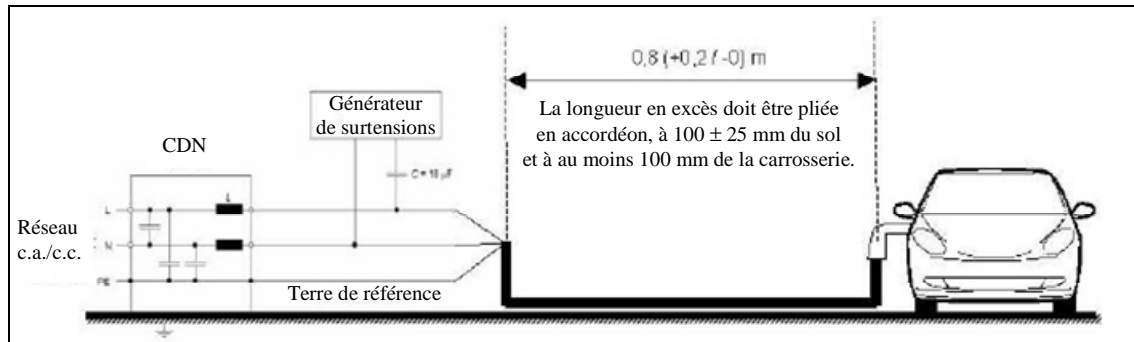 0,8 (+0,2 / -0) m
La longueur en excès doit être pliée
en accordéon, à 100 ± 25 mm du sol
et à au moins 100 mm de la carrosserie.
Générateur
de surtensions
CDN
C = 18 µF
L
Réseau
c.a./c.c.
N
PE
Terre de référence